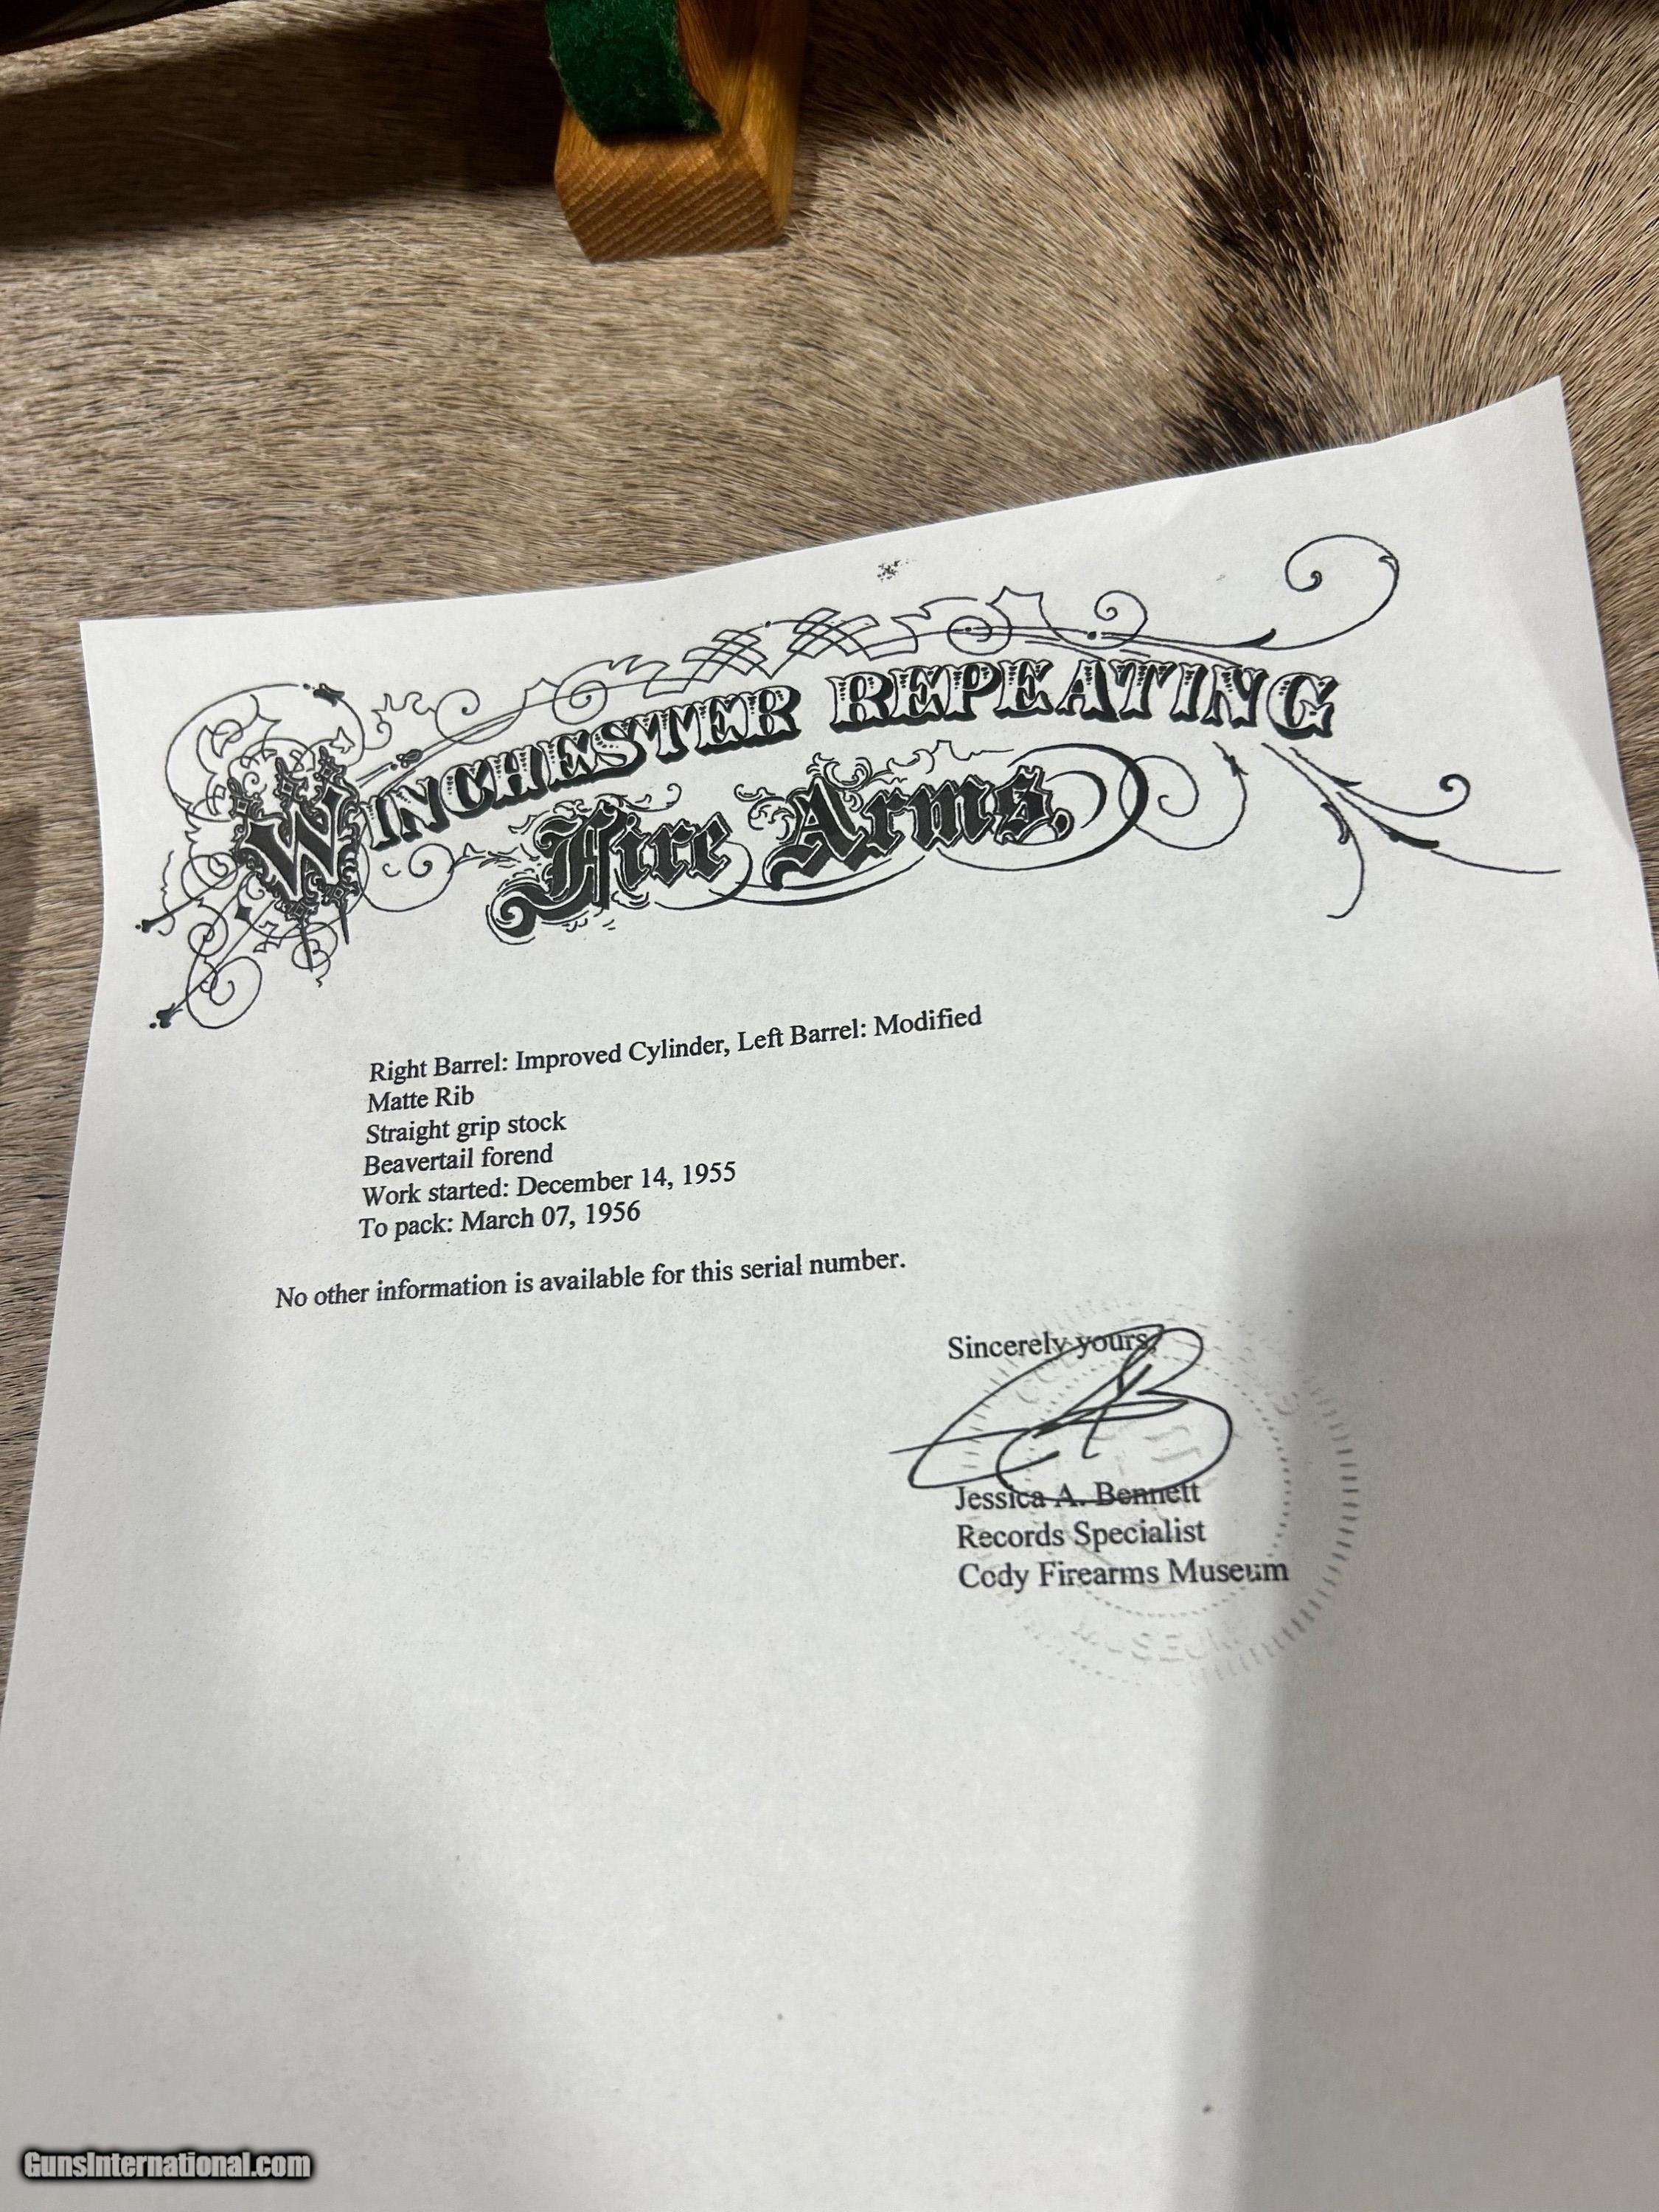 WINCHESTER REPEATING
Fire Arms,
Right Barrel: Improved Cylinder, Left Barrel: Modified
Matte Rib
Straight grip stock
Beavertail forend
Work started: December 14, 1955
To pack: March 07, 1956
No other information is available for this serial number.
Sincerely yours,
Jessica A. Bennett
Records Specialist
Cody Firearms Museum
MUSEUM
GunsInternational.com